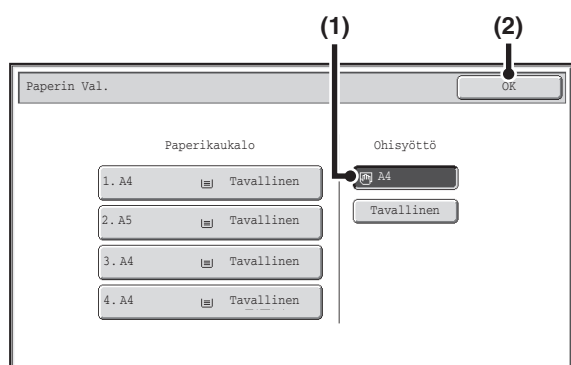 (1) (2)
Paperin Val. OK
Paperikaukalo Ohisyöttö
1. A4 Tavallinen A4
2. A5 Tavallinen Tavallinen
3. A4 Tavallinen
4. A4 Tavallinen